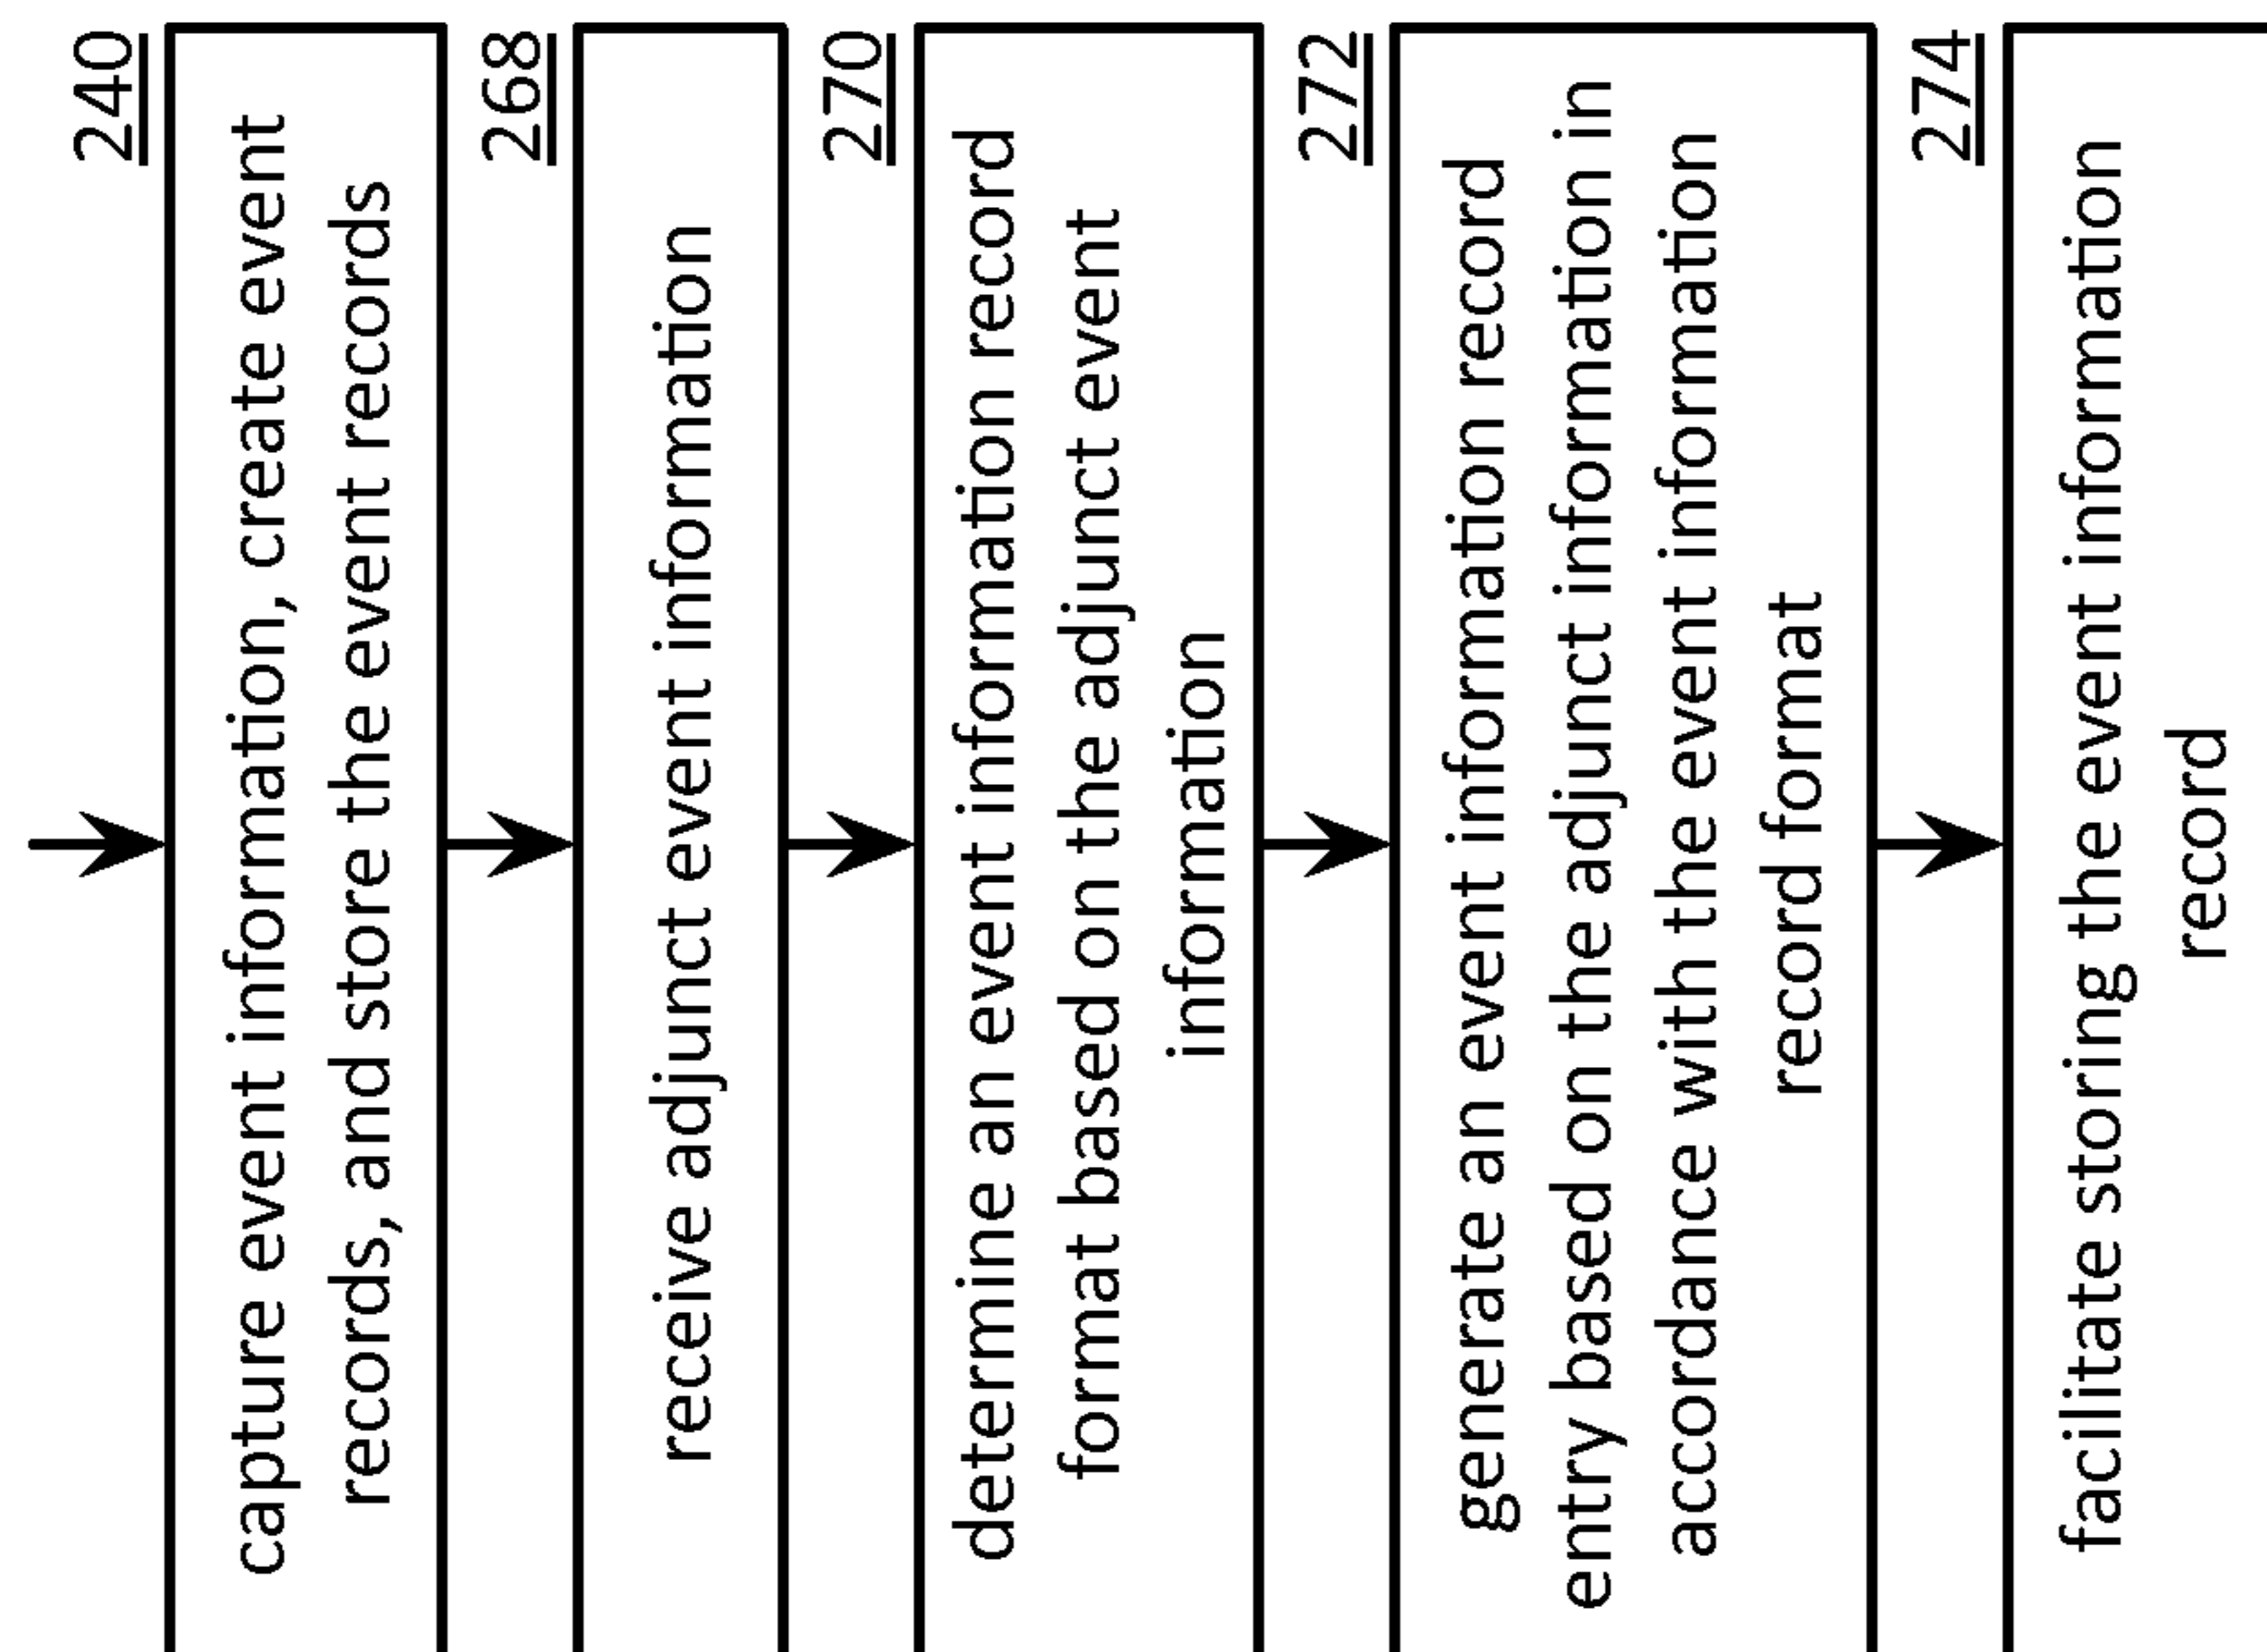 240
capture event information, create event
records, and store the event records
268
receive adjunct event information
270
determine an event information record
format based on the adjunct event
information
272
generate an event information record
entry based on the adjunct information in
accordance with the event information
record format
274
facilitate storing the event information
record